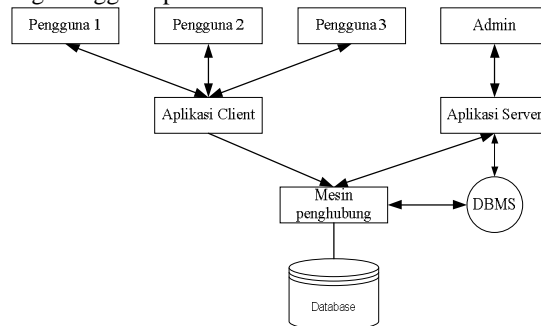 Pengguna 1
Pengguna 2
Pengguna 3
Admin
Aplikasi Client
Aplikasi Server
Mesin
penghubung
DBMS
Database